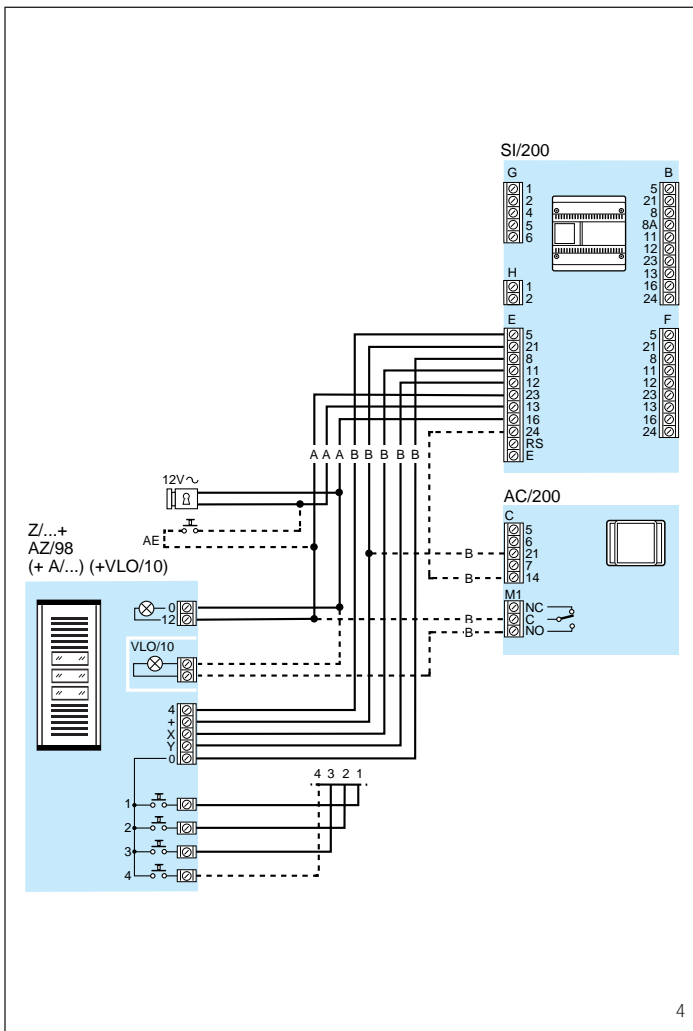 SI/200
G
1
2
4
5
6
B
5
21
8
8A
11
12
23
13
16
24
H
1
2
E
5
21
8
11
12
23
13
16
24
RS
E
F
5
21
8
11
12
23
13
16
24
A A A B B B B B
12V~
AE
AC/200
C
5
6
21
7
14
B
B
M1
NC
C
NO
B
B
Z/...+
AZ/98
(+ A/...) (+VLO/10)
0
12
VLO/10
4
+
X
Y
0
4 3 2 1
1
2
3
4
4